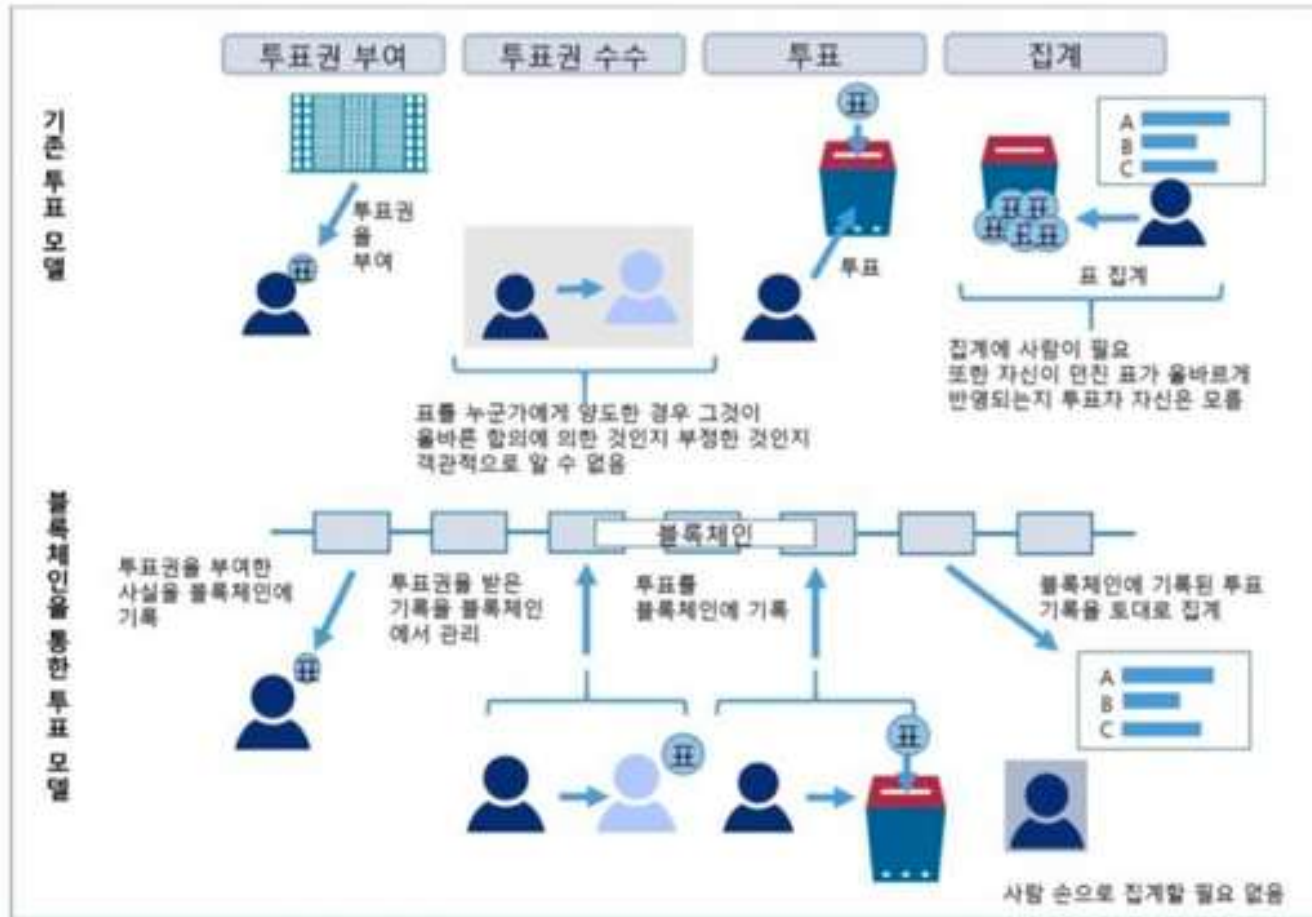 투표권 부여
투표권 수수
투표
집계
기존 투표 모델
투표권
을
부여
표
표
투표
A
B
C
표
표
표
표
표
표 집계
표를 누군가에게 양도한 경우 그것이
올바른 합의에 의한 것인지 부정한 것인지
객관적으로 알 수 없음
집계에 사람이 필요
또한 자신이 던진 표가 올바르게
반영되는지 투표자 자신은 모름
블록체인을 통한 투표 모델
블록체인
투표권을 부여한
사실을 블록체인에
기록
표
투표권을 받은
기록을 블록체인
에서 관리
표
투표를
블록체인에 기록
표
블록체인에 기록된 투표
기록을 토대로 집계
A
B
C
사람 손으로 집계할 필요 없음